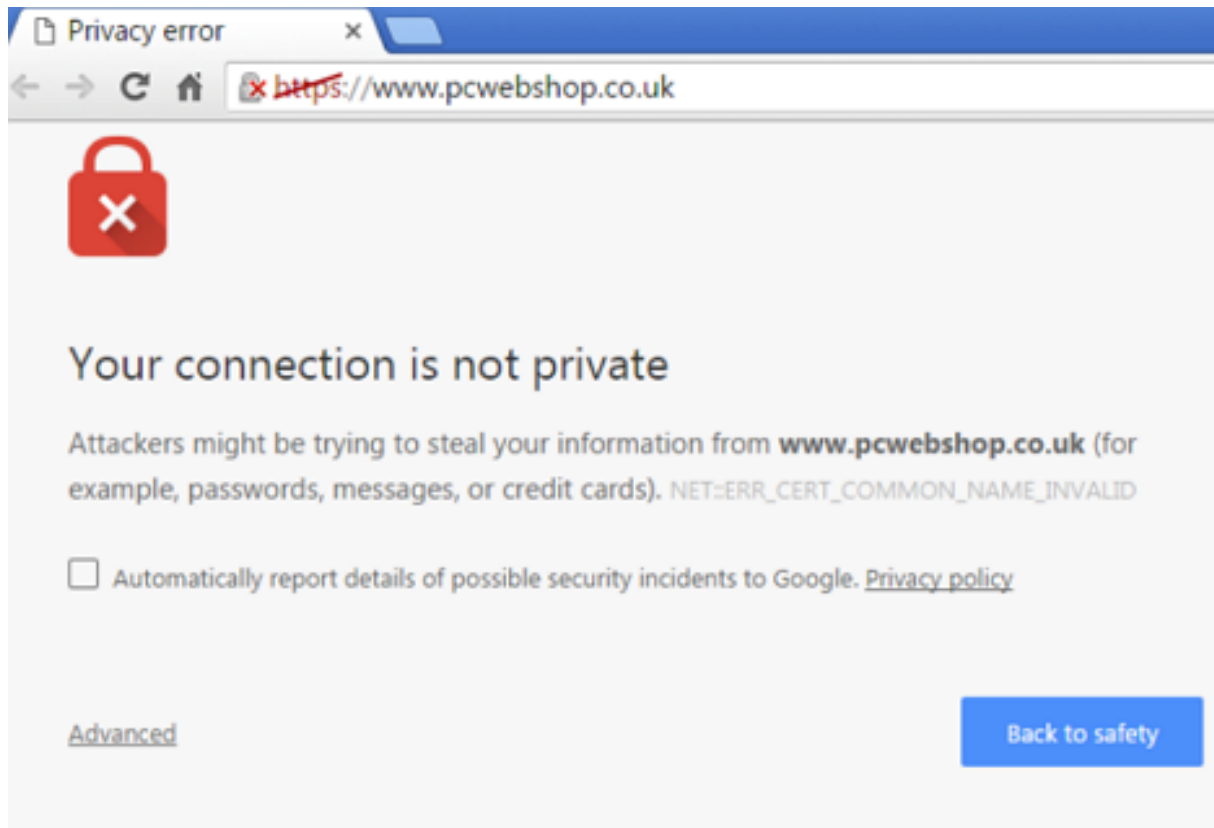 Privacy error
https://www.pcwebshop.co.uk
Your connection is not private
Attackers might be trying to steal your information from www.pcwebshop.co.uk (for
example, passwords, messages, or credit cards). NET::ERR_CERT_COMMON_NAME_INVALID
Automatically report details of possible security incidents to Google. Privacy policy
Advanced
Back to safety